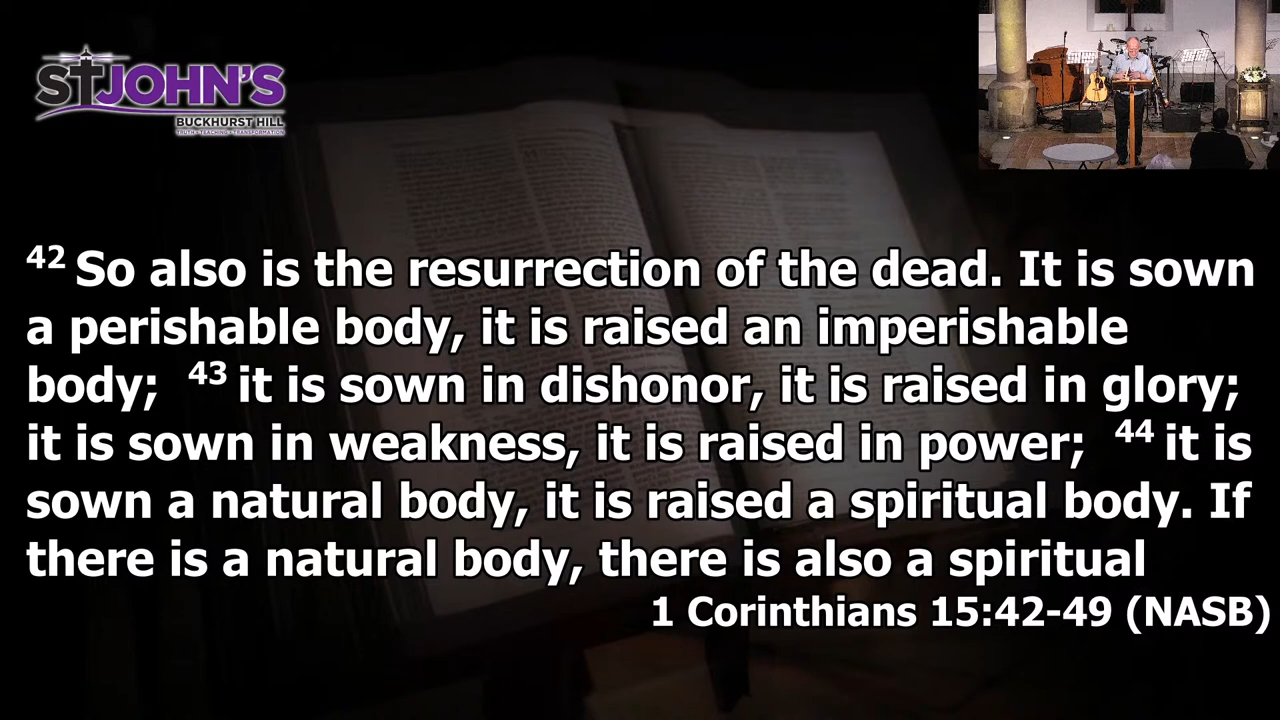 ST JOHN'S
BUCKHURST HILL
TRUTH • TEACHING • TRANSFORMATION
42 So also is the resurrection of the dead. It is sown
a perishable body, it is raised an imperishable
body; 43 it is sown in dishonor, it is raised in glory;
it is sown in weakness, it is raised in power; 44 it is
sown a natural body, it is raised a spiritual body. If
there is a natural body, there is also a spiritual
1 Corinthians 15:42-49 (NASB)